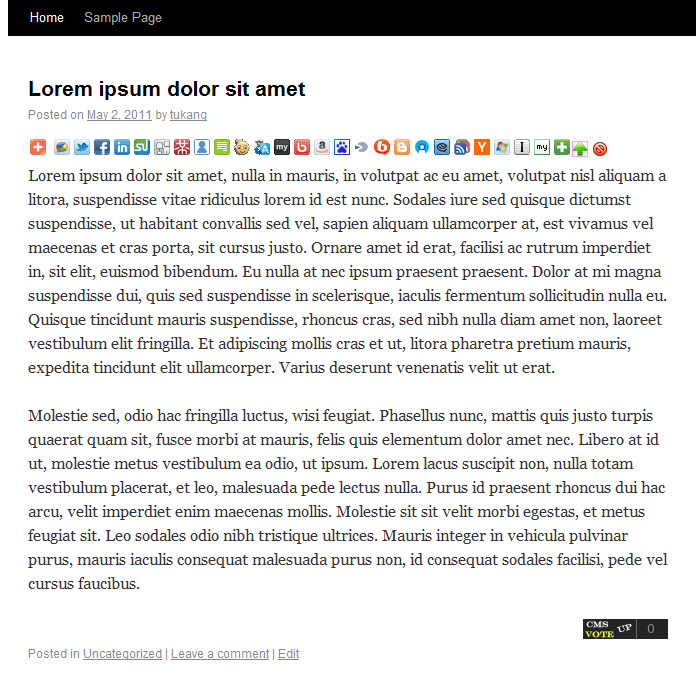 Home Sample Page
Lorem ipsum dolor sit amet
Posted on May 2, 2011 by tukang
Lorem ipsum dolor sit amet, nulla in mauris, in volutpat ac eu amet, volutpat nisl aliquam a
litora, suspendisse vitae ridiculus lorem id est nunc. Sodales iure sed quisque dictumst
suspendisse, ut habitant convallis sed vel, sapien aliquam ullamcorper at, est vivamus vel
maecenas et cras porta, sit cursus justo. Ornare amet id erat, facilisi ac rutrum imperdiet
in, sit elit, euismod bibendum. Eu nulla at nec ipsum praesent praesent. Dolor at mi magna
suspendisse dui, quis sed suspendisse in scelerisque, iaculis fermentum sollicitudin nulla eu.
Quisque tincidunt mauris suspendisse, rhoncus cras, sed nibh nulla diam amet non, laoreet
vestibulum elit fringilla. Et adipiscing mollis cras et ut, litora pharetra pretium mauris,
expedita tincidunt elit ullamcorper. Varius deserunt venenatis velit ut erat.
Molestie sed, odio hac fringilla luctus, wisi feugiat. Phasellus nunc, mattis quis justo turpis
quaerat quam sit, fusce morbi at mauris, felis quis elementum dolor amet nec. Libero at id
ut, molestie metus vestibulum ea odio, ut ipsum. Lorem lacus suscipit non, nulla totam
vestibulum placerat, et leo, malesuada pede lectus nulla. Purus id praesent rhoncus dui hac
arcu, velit imperdiet enim maecenas mollis. Molestie sit sit velit morbi egestas, et metus
feugiat sit. Leo sodales odio nibh tristique ultrices. Mauris integer in vehicula pulvinar
purus, mauris iaculis consequat malesuada purus non, id consequat sodales facilisi, pede vel
cursus faucibus.
CMS VOTE UP 0
Posted in Uncategorized | Leave a comment | Edit